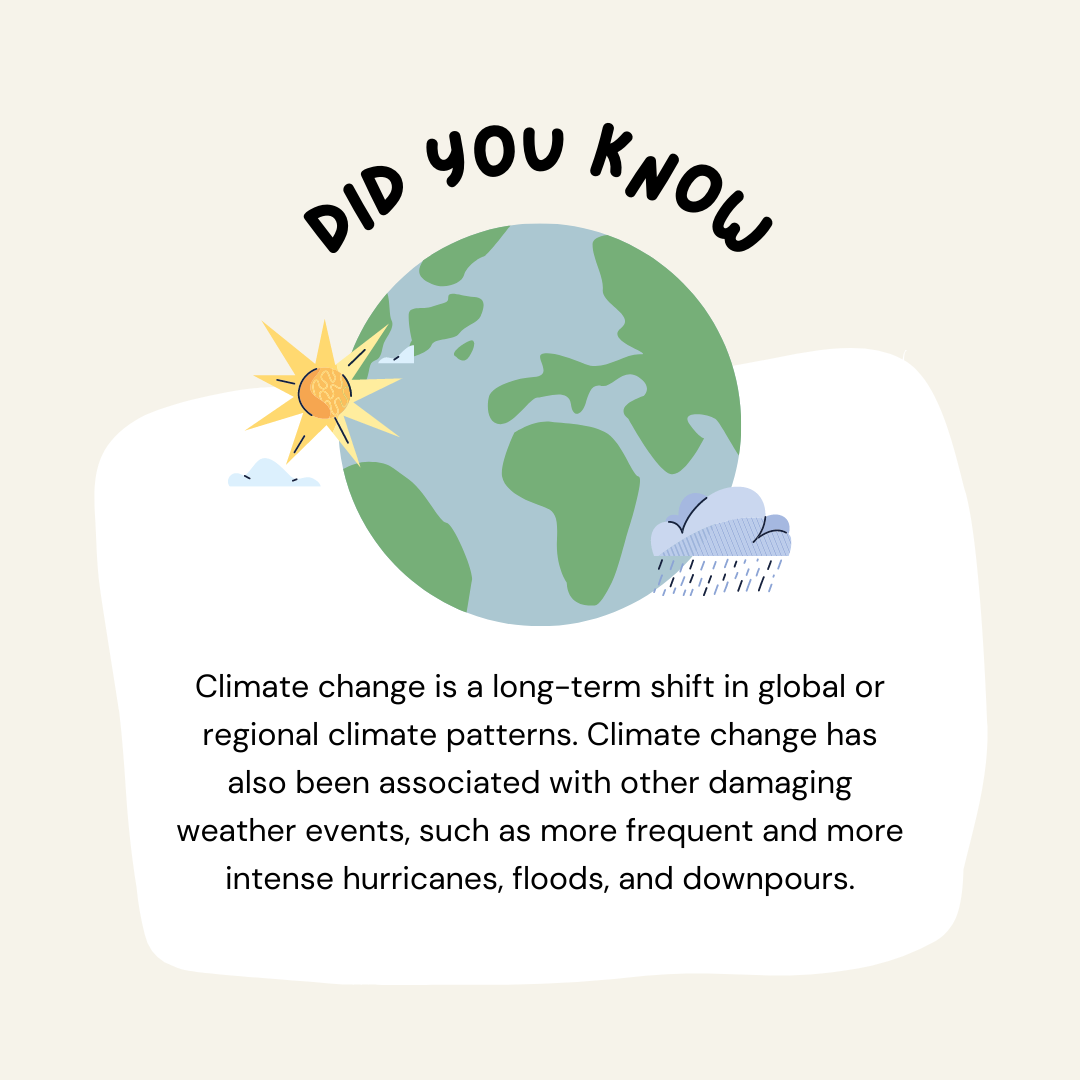 DID YOU KNOW
Climate change is a long-term shift in global or
regional climate patterns. Climate change has
also been associated with other damaging
weather events, such as more frequent and more
intense hurricanes, floods, and downpours.